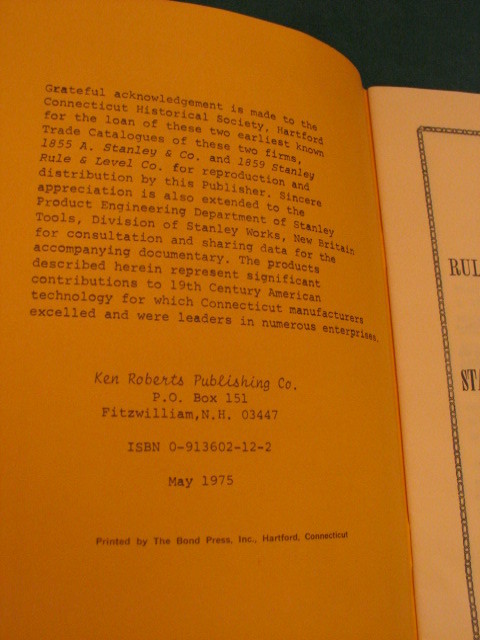 Grateful acknowledgement is made to the
Connecticut Historical Society, Hartford
for the loan of these two earliest known
Trade Catalogues of these two firms,
1855 A. Stanley & Co. and 1859 Stanley
Rule & Level Co. for reproduction and
distribution by this Publisher. Sincere
appreciation is also extended to the
Product Engineering Department of Stanley
Tools, Division of Stanley Works, New Britain
for consultation and sharing data for the
accompanying documentary. The products
described herein represent significant
contributions to 19th Century American
technology for which Connecticut manufacturers
excelled and were leaders in numerous enterprises.
Ken Roberts Publishing Co.
P.O. Box 151
Fitzwilliam, N.H. 03447
ISBN 0-913602-12-2
May 1975
Printed by The Bond Press, Inc., Hartford, Connecticut
RUL
STA